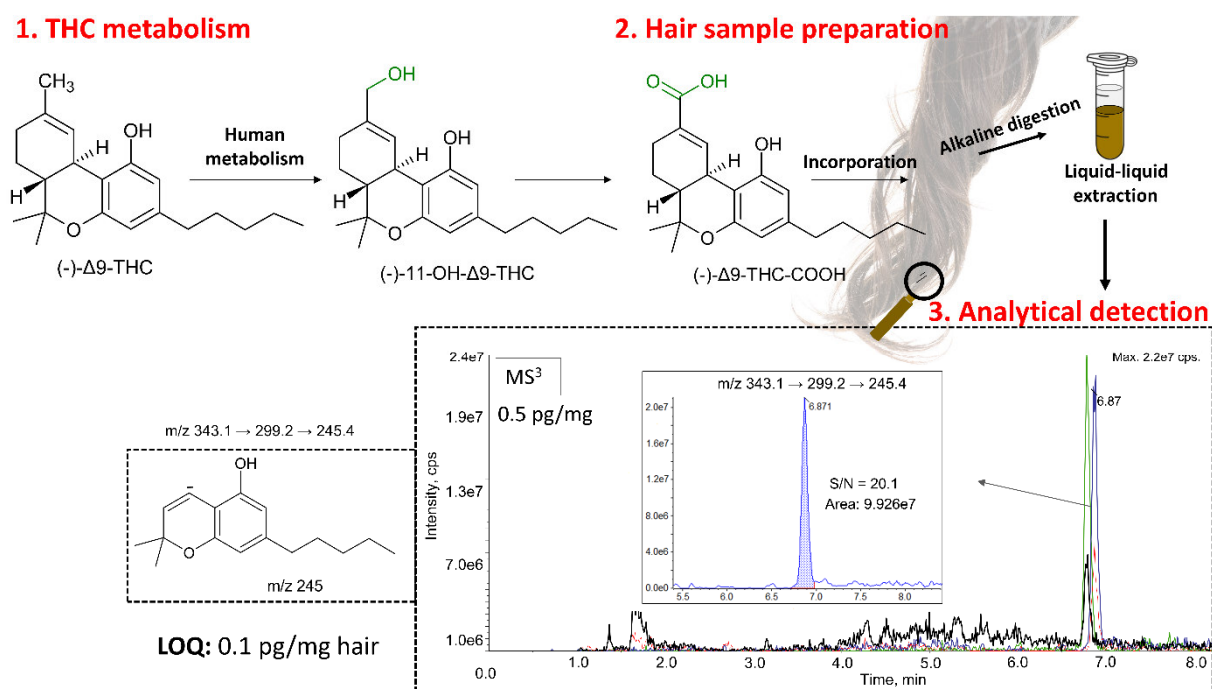 1. THC metabolism
2. Hair sample preparation
CH3
OH
H
H
O
(-)-Δ9-THC
Human
metabolism
OH
OH
H
H
O
(-)-11-OH-Δ9-THC
O
OH
OH
H
H
O
(-)-Δ9-THC-COOH
Incorporation
Alkaline digestion
Liquid-liquid
extraction
3. Analytical detection
m/z 343.1 → 299.2 → 245.4
-
OH
O
m/z 245
LOQ: 0.1 pg/mg hair
Intensity, cps
2.4e7
1.9e7
1.3e7
7.0e6
1.0e6
0.0
MS3
0.5 pg/mg
m/z 343.1 → 299.2 → 245.4
2.0e7
1.6e7
1.2e7
8.0e6
4.0e6
0.0e0
6.871
S/N = 20.1
Area: 9.926e7
5.5 6.0 6.5 7.0 7.5 8.0
Max. 2.2e7 cps.
6.87
1.0 2.0 3.0 4.0 5.0 6.0 7.0 8.0
Time, min